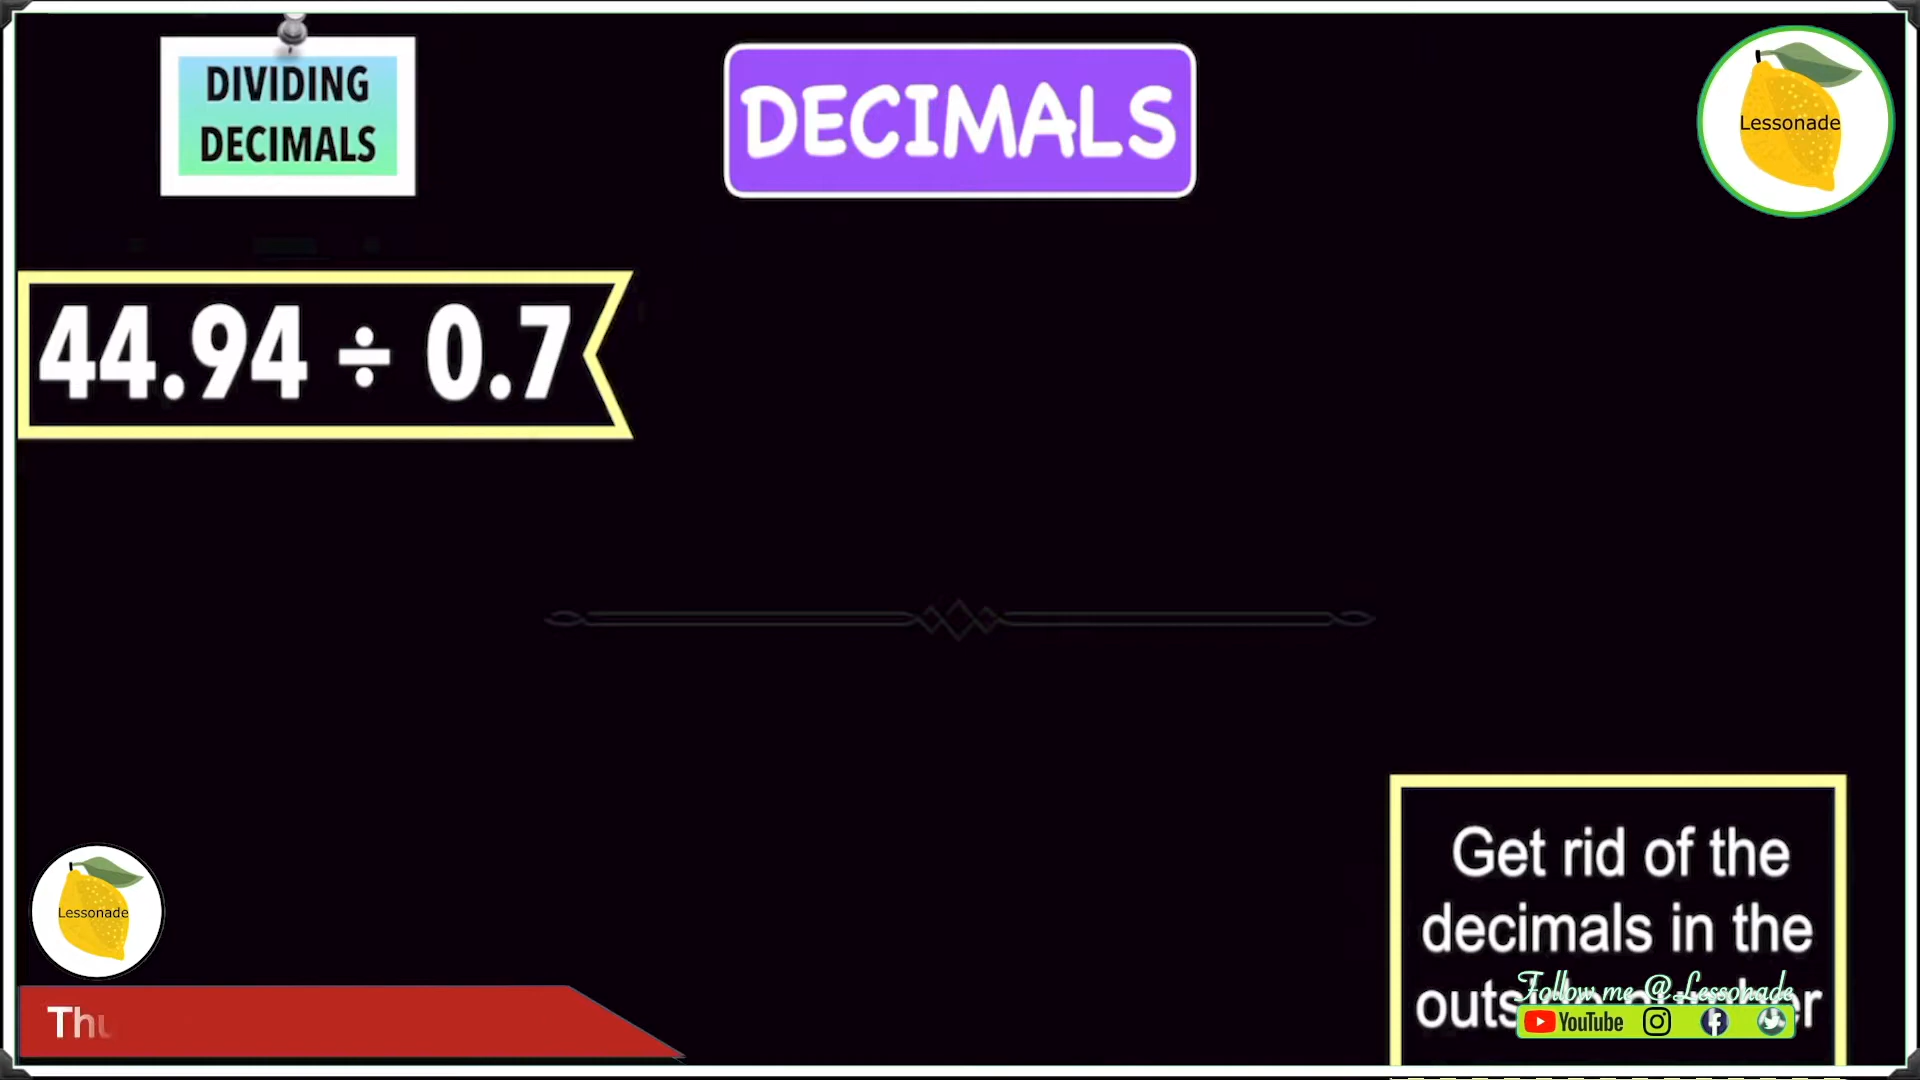 DIVIDING
DECIMALS
DECIMALS
Lessonade
44.94 ÷ 0.7
Get rid of the
decimals in the
Follow me @Lessonade
YouTube
Lessonade